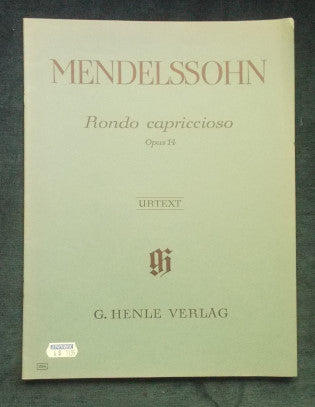 MENDELSSOHN
Rondo capriccioso
Opus 14
URTEXT
G. HENLE VERLAG